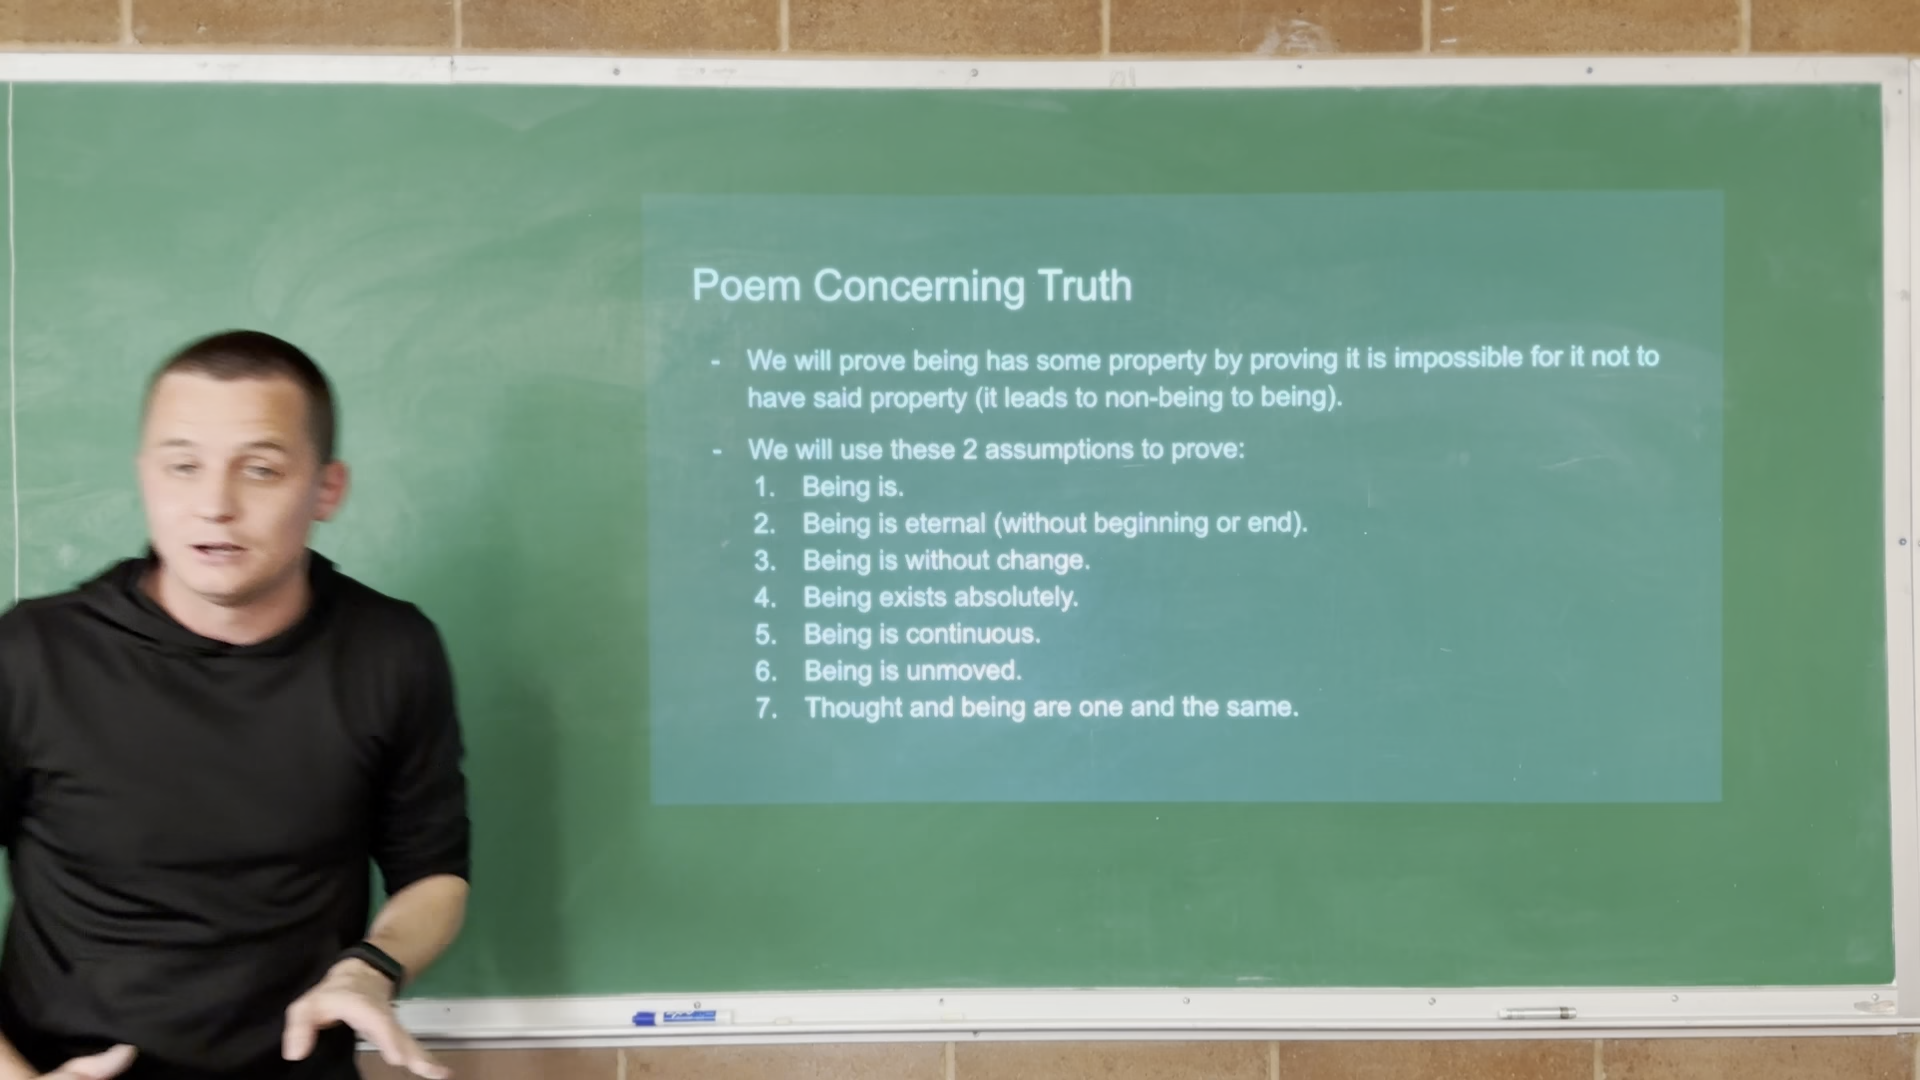 Poem Concerning Truth
- We will prove being has some property by proving it is impossible for it not to
have said property (it leads to non-being to being).
- We will use these 2 assumptions to prove:
1. Being is.
2. Being is eternal (without beginning or end).
3. Being is without change.
4. Being exists absolutely.
5. Being is continuous.
6. Being is unmoved.
7. Thought and being are one and the same.